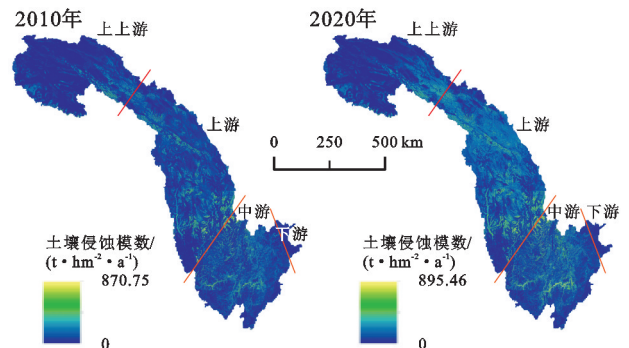 2010年
上上游
上游
中游
下游
土壤侵蚀模数/
(t·hm⁻²·a⁻¹)
870.75
0
0 250 500 km
2020年
上上游
上游
中游
下游
土壤侵蚀模数/
(t·hm⁻²·a⁻¹)
895.46
0